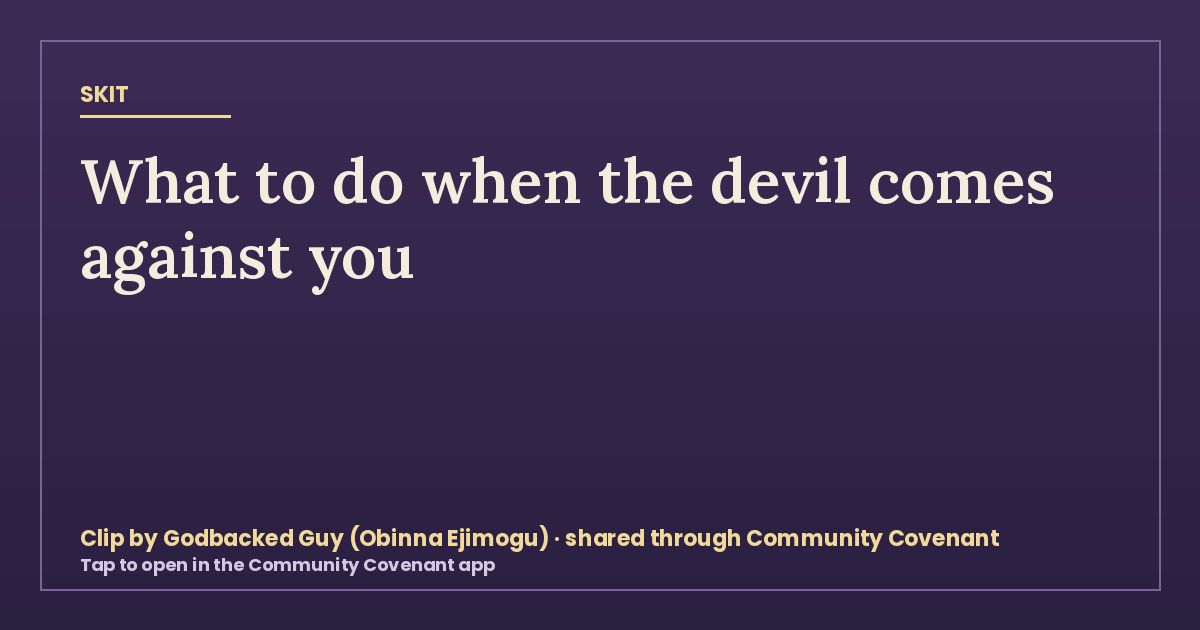 SKIT
What to do when the devil comes
against you
Clip by Godbacked Guy (Obinna Ejimogu) · shared through Community Covenant
Tap to open in the Community Covenant app